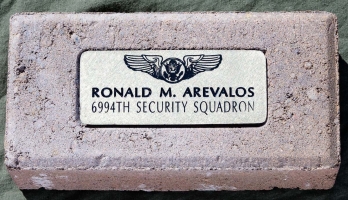 RONALD M. AREVALOS
6994TH SECURITY SQUADRON